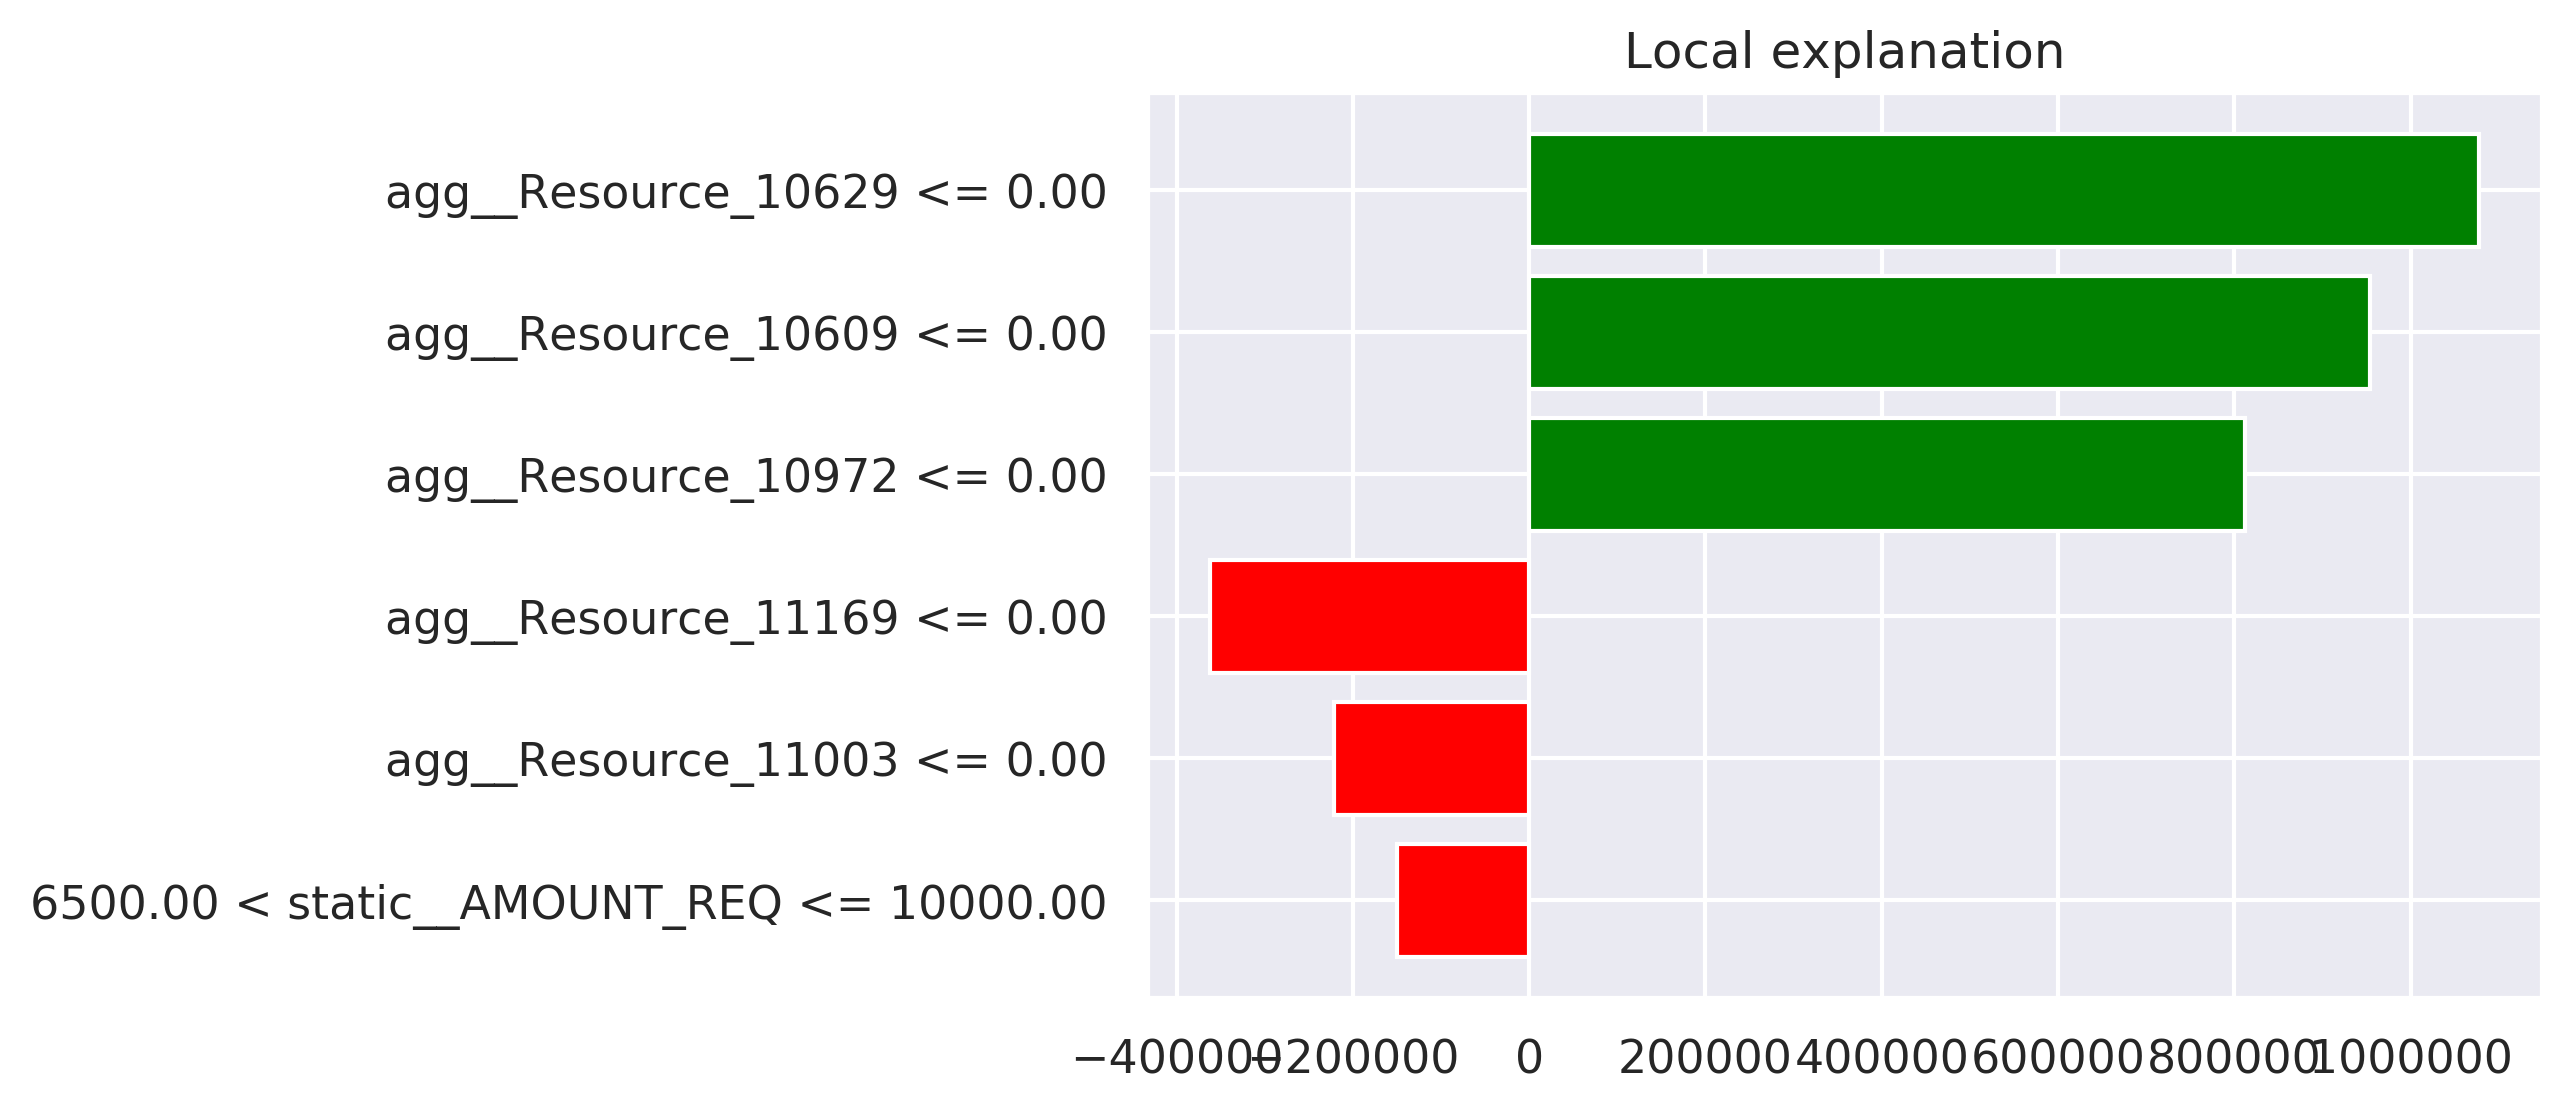 Local explanation
agg__Resource_10629 <= 0.00
agg__Resource_10609 <= 0.00
agg__Resource_10972 <= 0.00
agg__Resource_11169 <= 0.00
agg__Resource_11003 <= 0.00
6500.00 < static__AMOUNT_REQ <= 10000.00
−400000 −200000 0 200000 400000 600000 800000 1000000